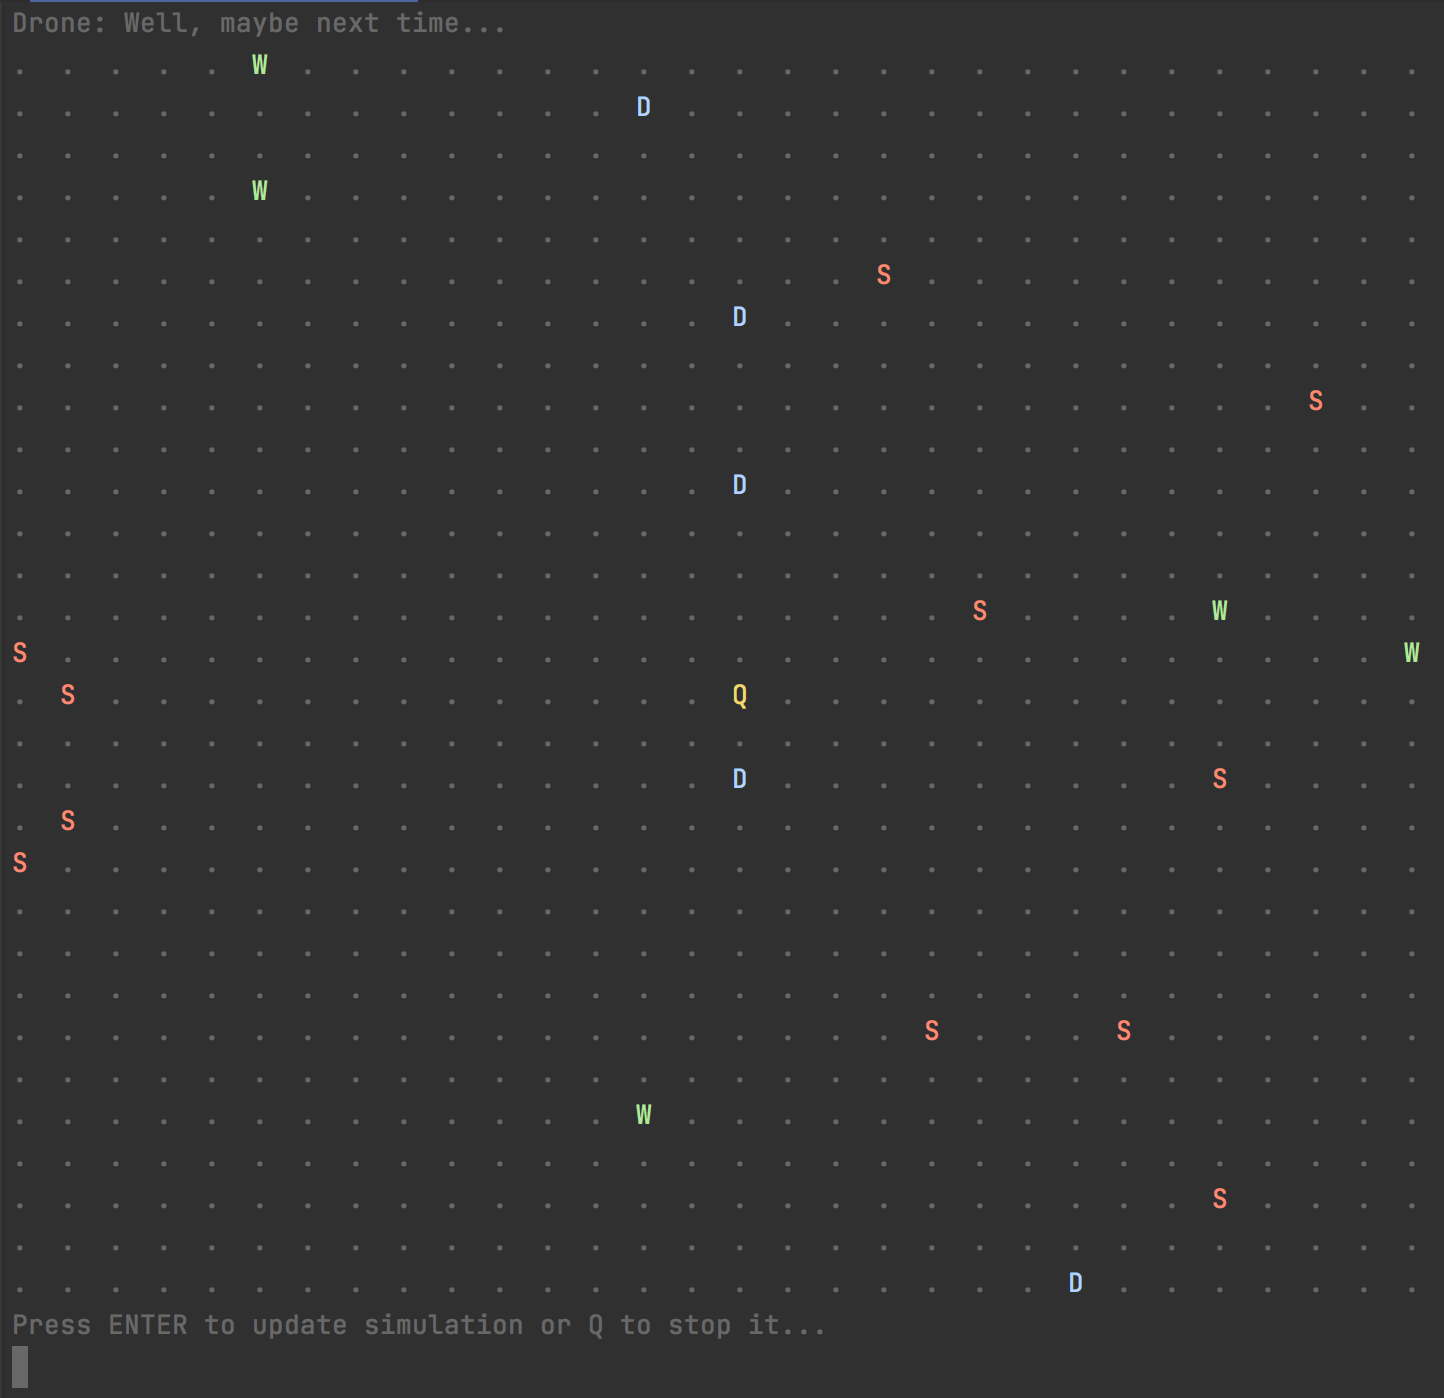 Drone: Well, maybe next time...
. . . . . W . . . . . . . . . . . . . . . . . . . . . . . .
. . . . . . . . . . . . . D . . . . . . . . . . . . . . . .
. . . . . . . . . . . . . . . . . . . . . . . . . . . . . .
. . . . . W . . . . . . . . . . . . . . . . . . . . . . . .
. . . . . . . . . . . . . . . . . . . . . . . . . . . . . .
. . . . . . . . . . . . . . . . . . S . . . . . . . . . . .
. . . . . . . . . . . . . . . D . . . . . . . . . . . . . .
. . . . . . . . . . . . . . . . . . . . . . . . . . . . . .
. . . . . . . . . . . . . . . . . . . . . . . . . . . S . .
. . . . . . . . . . . . . . . . . . . . . . . . . . . . . .
. . . . . . . . . . . . . . . D . . . . . . . . . . . . . .
. . . . . . . . . . . . . . . . . . . . . . . . . . . . . .
. . . . . . . . . . . . . . . . . . . . . . . . . . . . . .
. . . . . . . . . . . . . . . . . . . . S . . . . W . . . .
S . . . . . . . . . . . . . . . . . . . . . . . . . . . . W
. S . . . . . . . . . . . . . Q . . . . . . . . . . . . . .
. . . . . . . . . . . . . . . . . . . . . . . . . . . . . .
. . . . . . . . . . . . . . . D . . . . . . . . . S . . . .
. S . . . . . . . . . . . . . . . . . . . . . . . . . . . .
S . . . . . . . . . . . . . . . . . . . . . . . . . . . . .
. . . . . . . . . . . . . . . . . . . . . . . . . . . . . .
. . . . . . . . . . . . . . . . . . . . . . . . . . . . . .
. . . . . . . . . . . . . . . . . . . . . . . . . . . . . .
. . . . . . . . . . . . . . . . . . . S . . . S . . . . . .
. . . . . . . . . . . . . . . . . . . . . . . . . . . . . .
. . . . . . . . . . . . . W . . . . . . . . . . . . . . . .
. . . . . . . . . . . . . . . . . . . . . . . . . . . . . .
. . . . . . . . . . . . . . . . . . . . . . . . . S . . . .
. . . . . . . . . . . . . . . . . . . . . . . . . . . . . .
. . . . . . . . . . . . . . . . . . . . . . D . . . . . . .
Press ENTER to update simulation or Q to stop it...